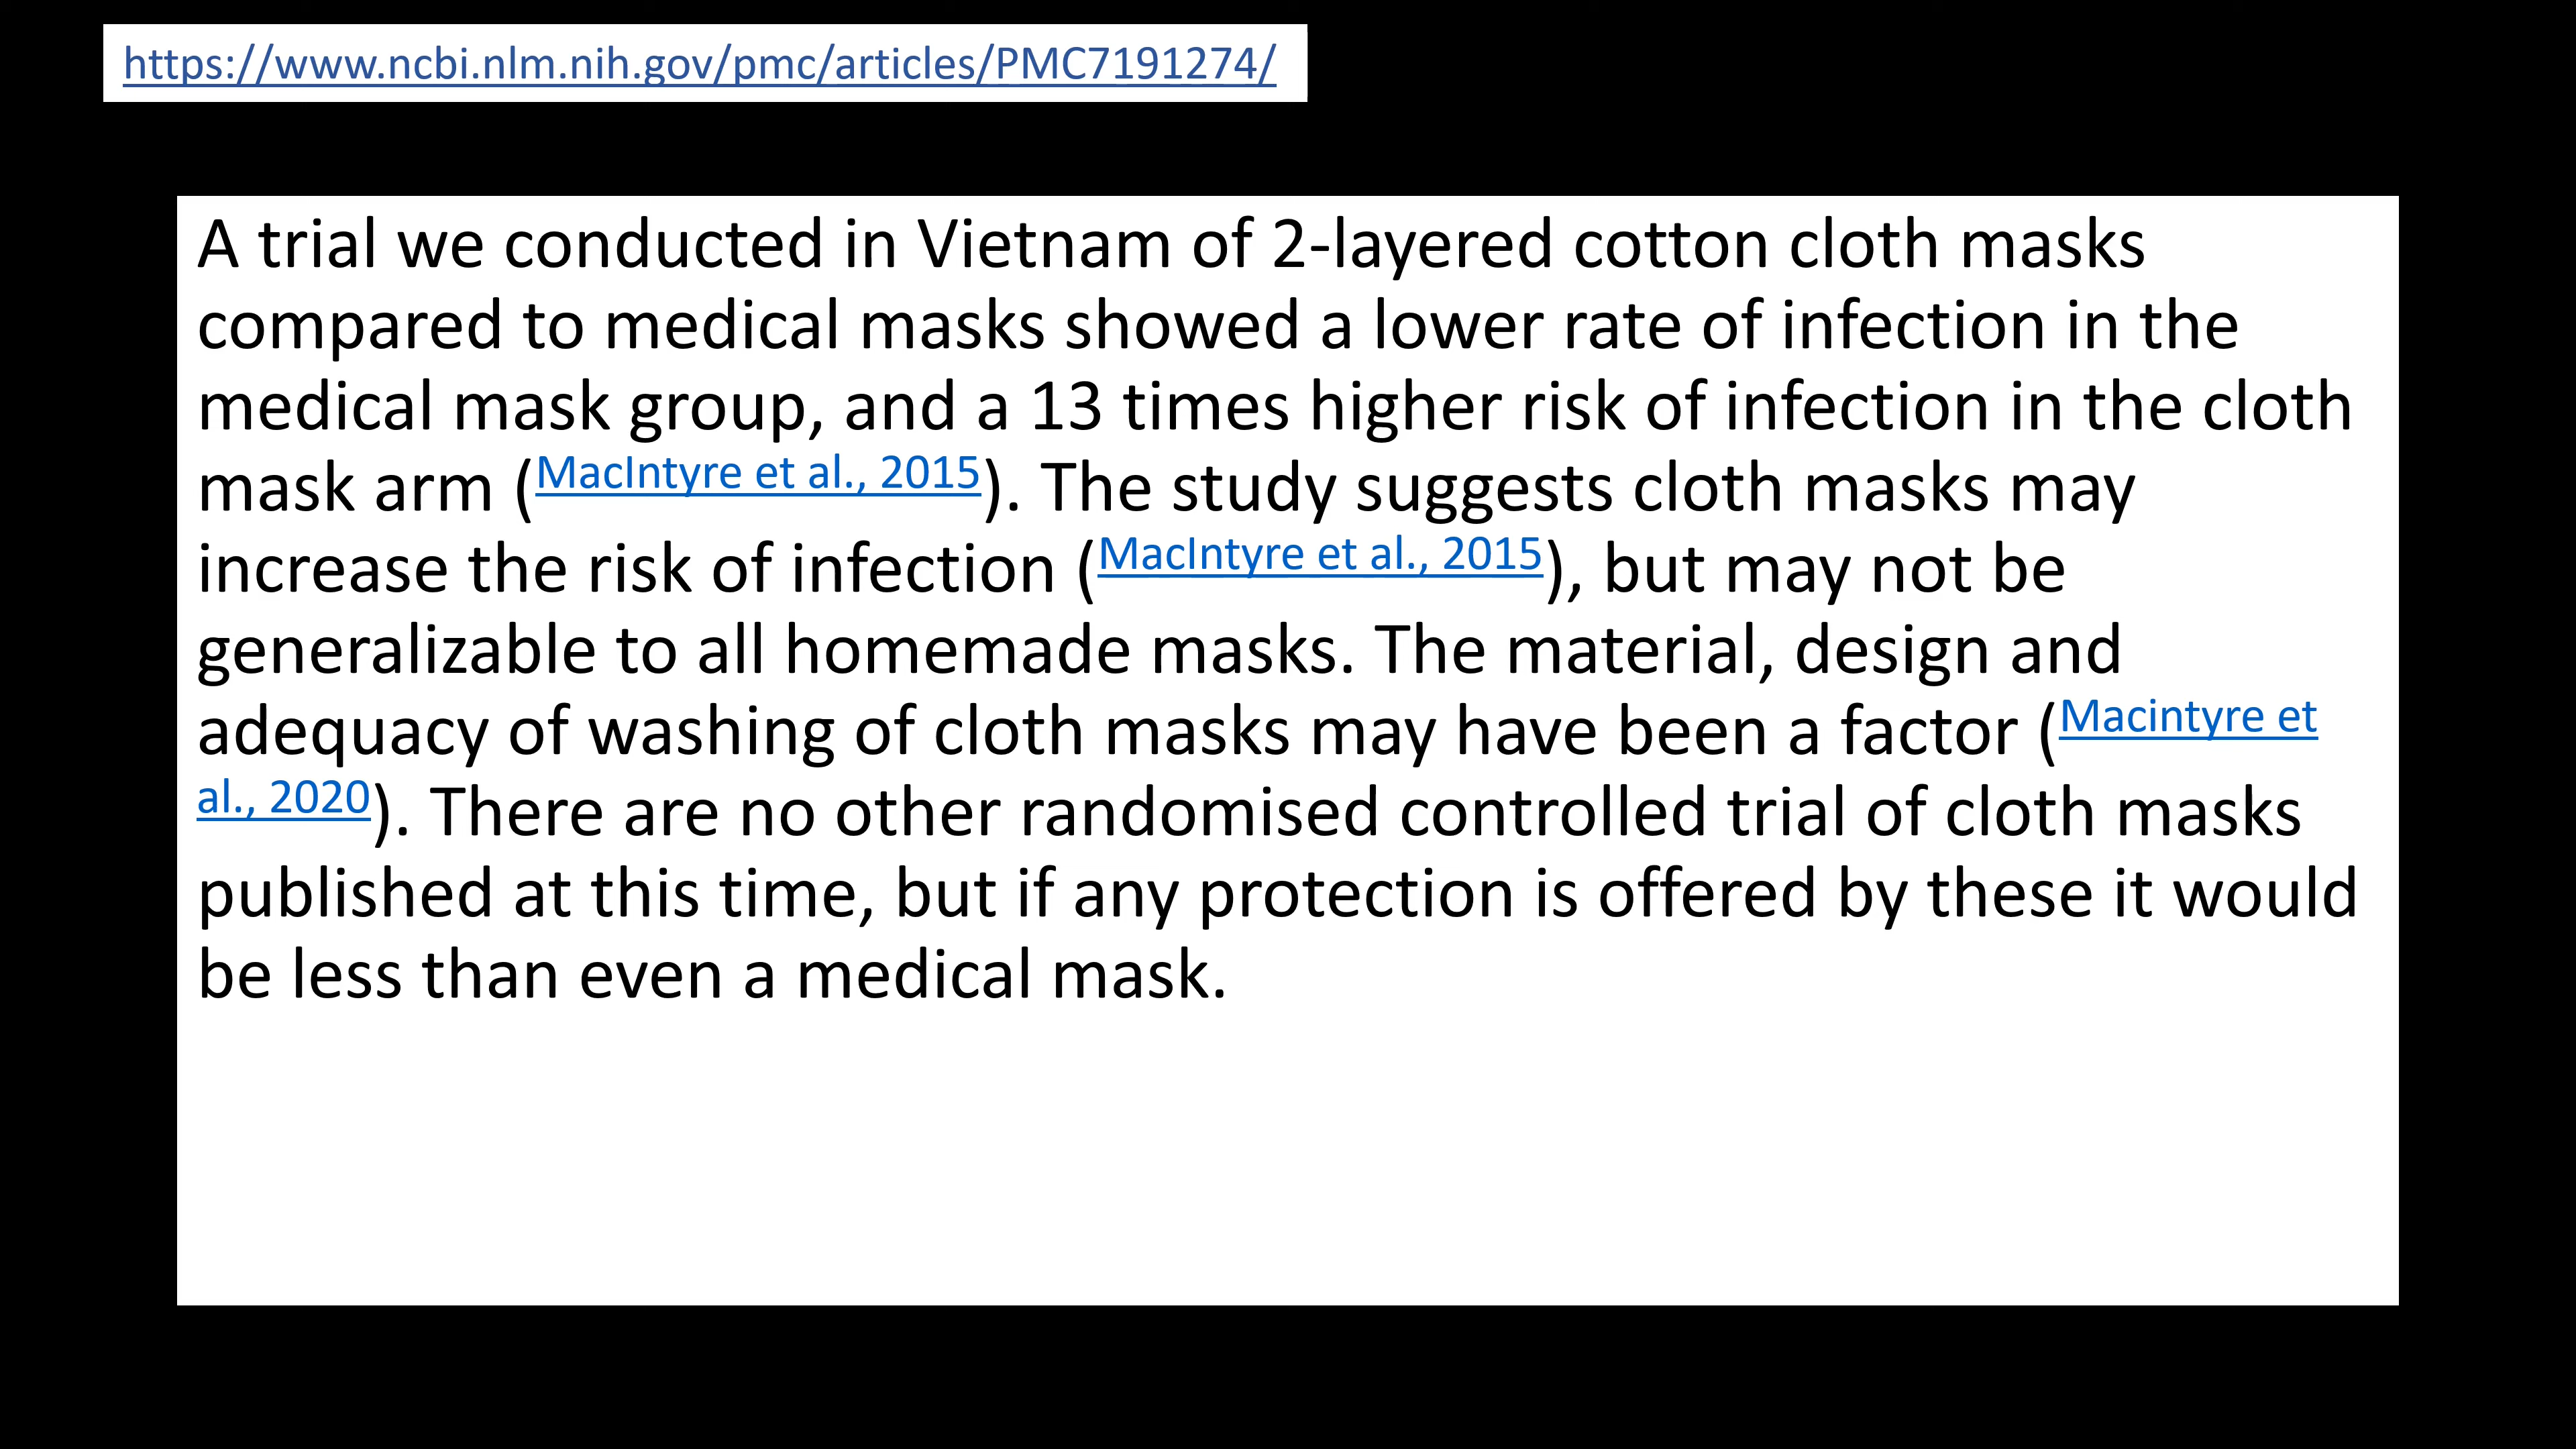 https://www.ncbi.nlm.nih.gov/pmc/articles/PMC7191274/
A trial we conducted in Vietnam of 2-layered cotton cloth masks
compared to medical masks showed a lower rate of infection in the
medical mask group, and a 13 times higher risk of infection in the cloth
mask arm (MacIntyre et al., 2015). The study suggests cloth masks may
increase the risk of infection (MacIntyre et al., 2015), but may not be
generalizable to all homemade masks. The material, design and
adequacy of washing of cloth masks may have been a factor (Macintyre et
al., 2020). There are no other randomised controlled trial of cloth masks
published at this time, but if any protection is offered by these it would
be less than even a medical mask.